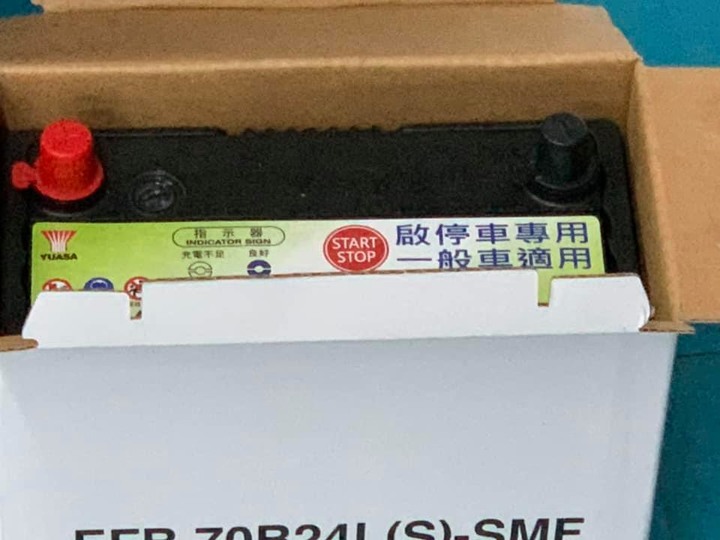 YUASA
指示器
INDICATOR SIGN
充電不足 良好
START
STOP
啟停車專用
一般車適用
EFB-70B24L(S)-SMF